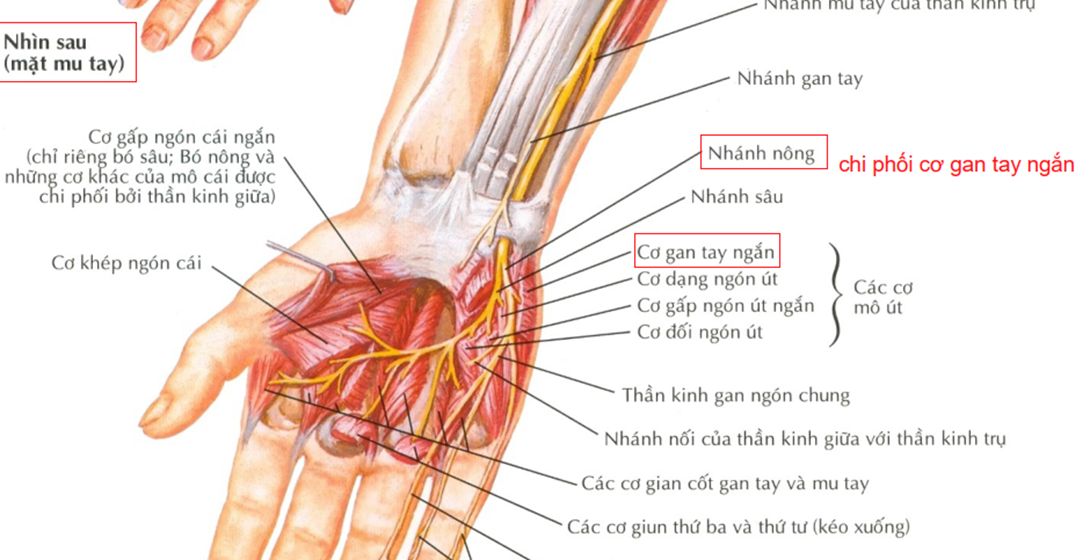 Nhánh mu tay của thần kinh trụ
Nhìn sau
(mặt mu tay)
Nhánh gan tay
Cơ gấp ngón cái ngắn
(chỉ riêng bó sâu; Bó nông và
những cơ khác của mô cái được
chi phối bởi thần kinh giữa)
Nhánh nông
chi phối cơ gan tay ngắn
Nhánh sâu
Cơ khép ngón cái
Cơ gan tay ngắn
Cơ dạng ngón út
Cơ gấp ngón út ngắn
Cơ đối ngón út
Các cơ
mô út
Thần kinh gan ngón chung
Nhánh nối của thần kinh giữa với thần kinh trụ
Các cơ gian cốt gan tay và mu tay
Các cơ giun thứ ba và thứ tư (kéo xuống)